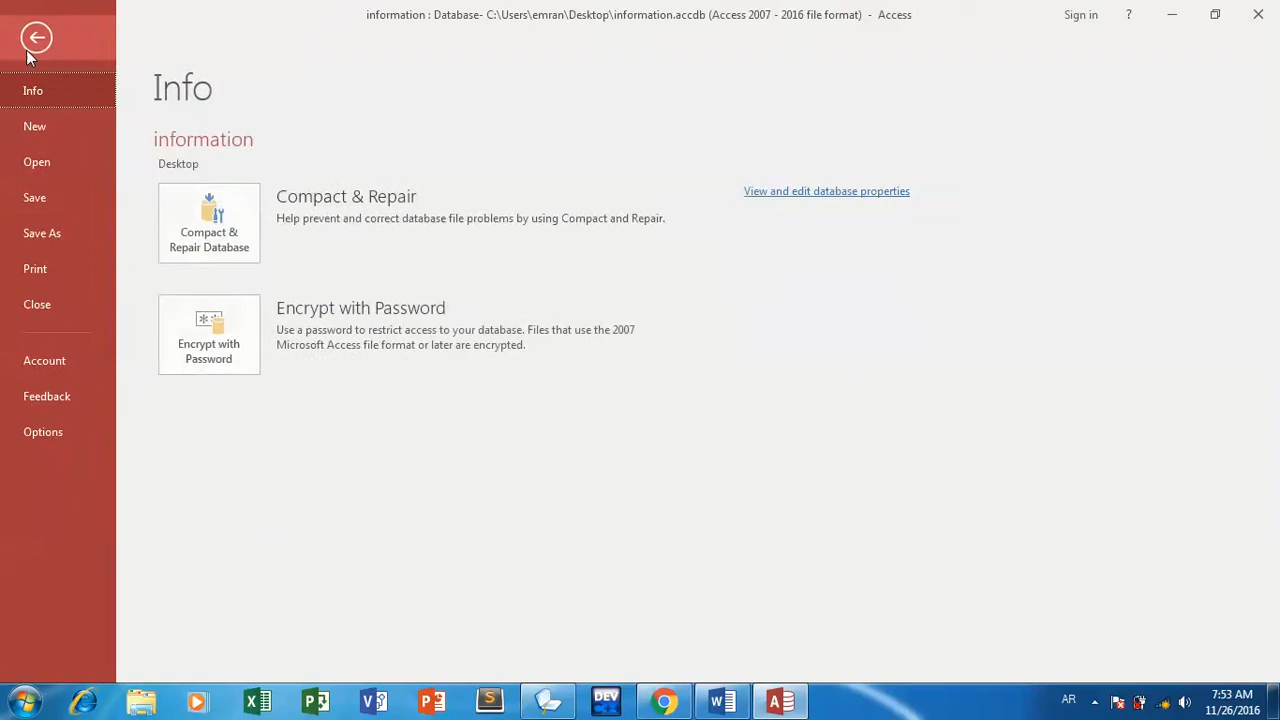 information : Database- C:\Users\emran\Desktop\information.accdb (Access 2007 - 2016 file format) - Access
Sign in
?
Info
New
Open
Save
Save As
Print
Close
Account
Feedback
Options
Info
information
Desktop
Compact & Repair Database
Compact & Repair
Help prevent and correct database file problems by using Compact and Repair.
View and edit database properties
Encrypt with Password
Encrypt with Password
Use a password to restrict access to your database. Files that use the 2007
Microsoft Access file format or later are encrypted.
DEV
AR
7:53 AM
11/26/2016